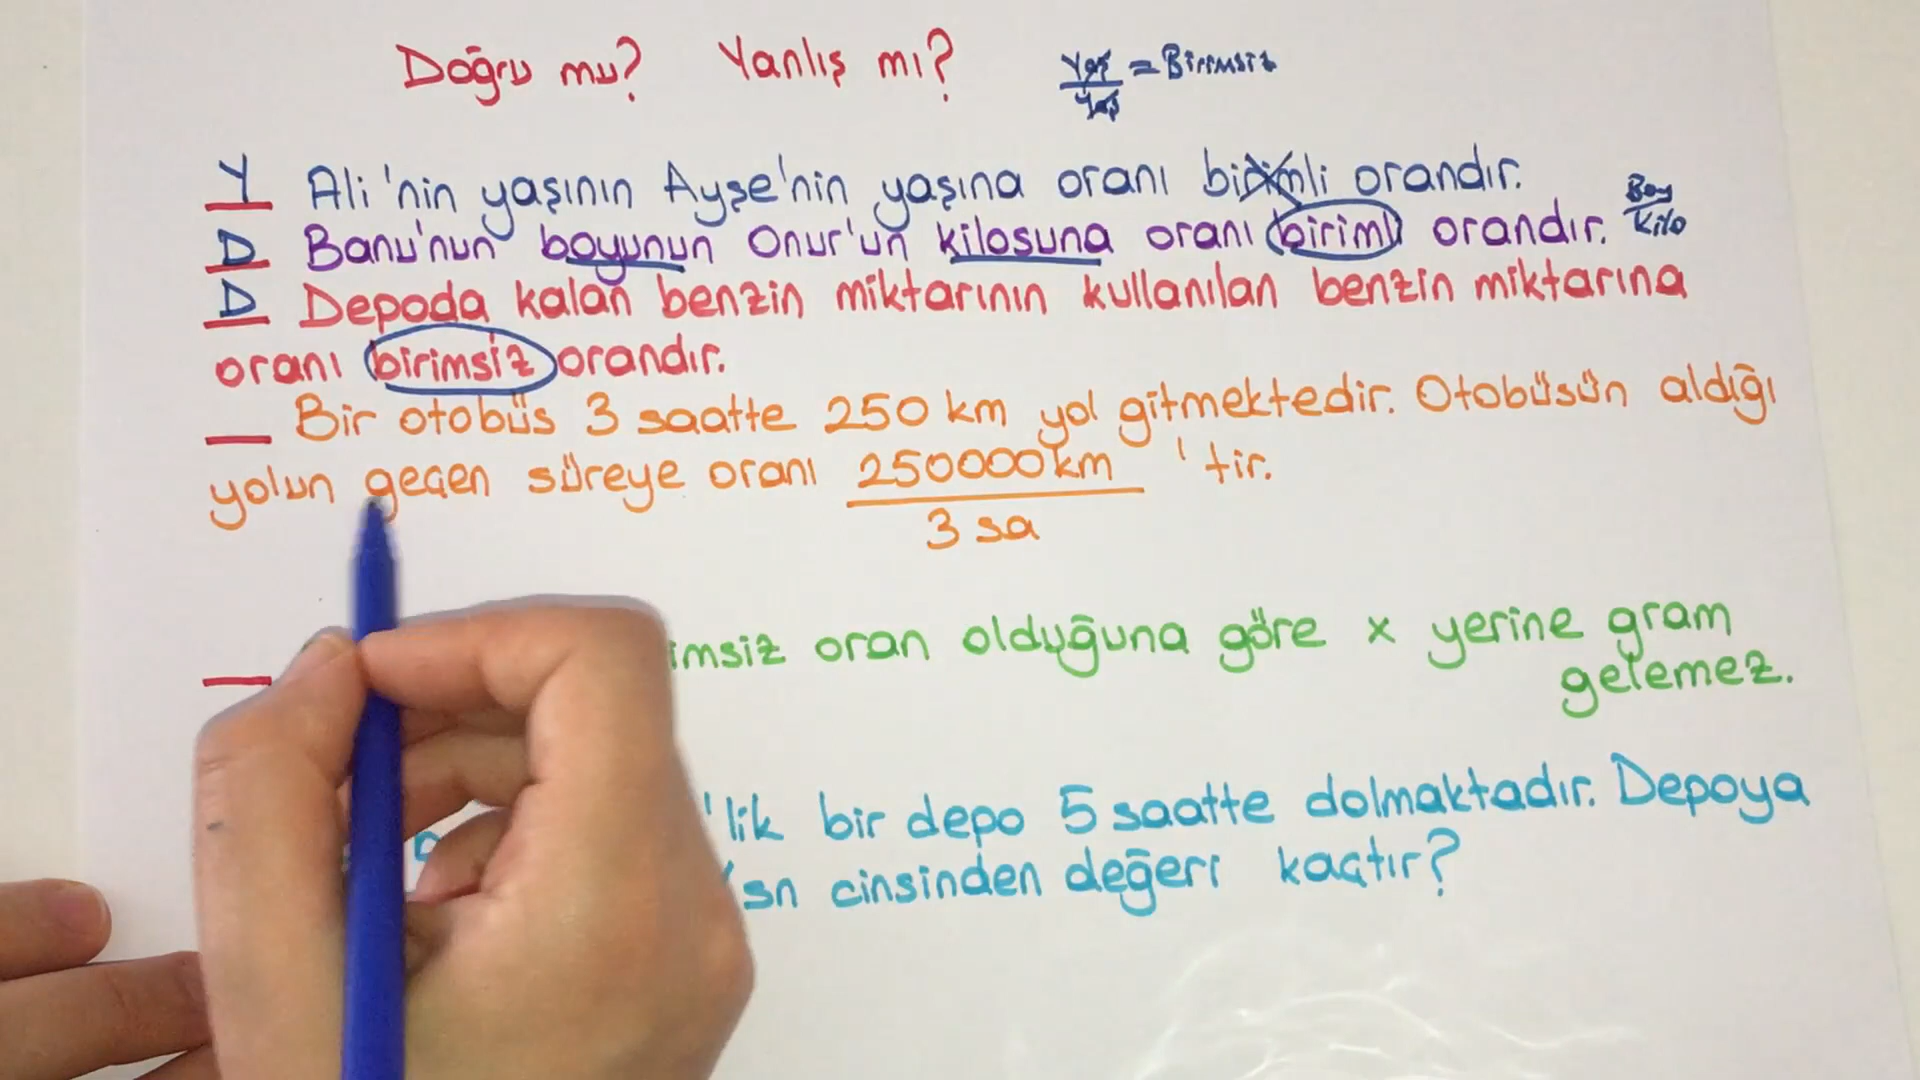 Doğru mu? Yanlış mı?
Yaş/Yaş = Birimsiz
Y Ali'nin yaşının Ayşe'nin yaşına oranı birimli orandır.
D Banu'nun boyunun Onur'un kilosuna oranı birimli orandır.
Boy/Kilo
D Depoda kalan benzin miktarının kullanılan benzin miktarına
oranı birimsiz orandır.
Bir otobüs 3 saatte 250 km yol gitmektedir. Otobüsün aldığı
yolun geçen süreye oranı 250000km 'tir.
3 sa
imsiz oran olduğuna göre x yerine gram
gelemez.
'lik bir depo 5 saatte dolmaktadır. Depoya
/sn cinsinden değeri kaçtır?